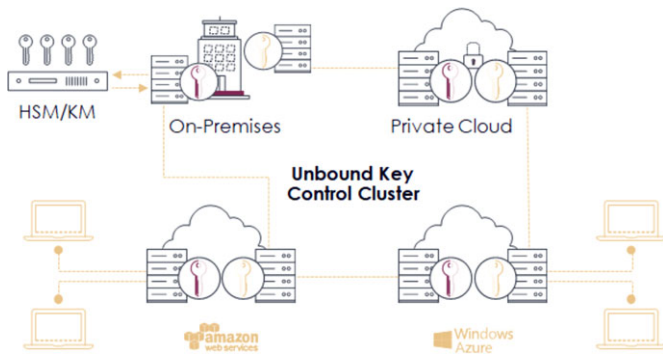 HSM/KM
On-Premises
Private Cloud
Unbound Key
Control Cluster
amazon
web services
Windows
Azure